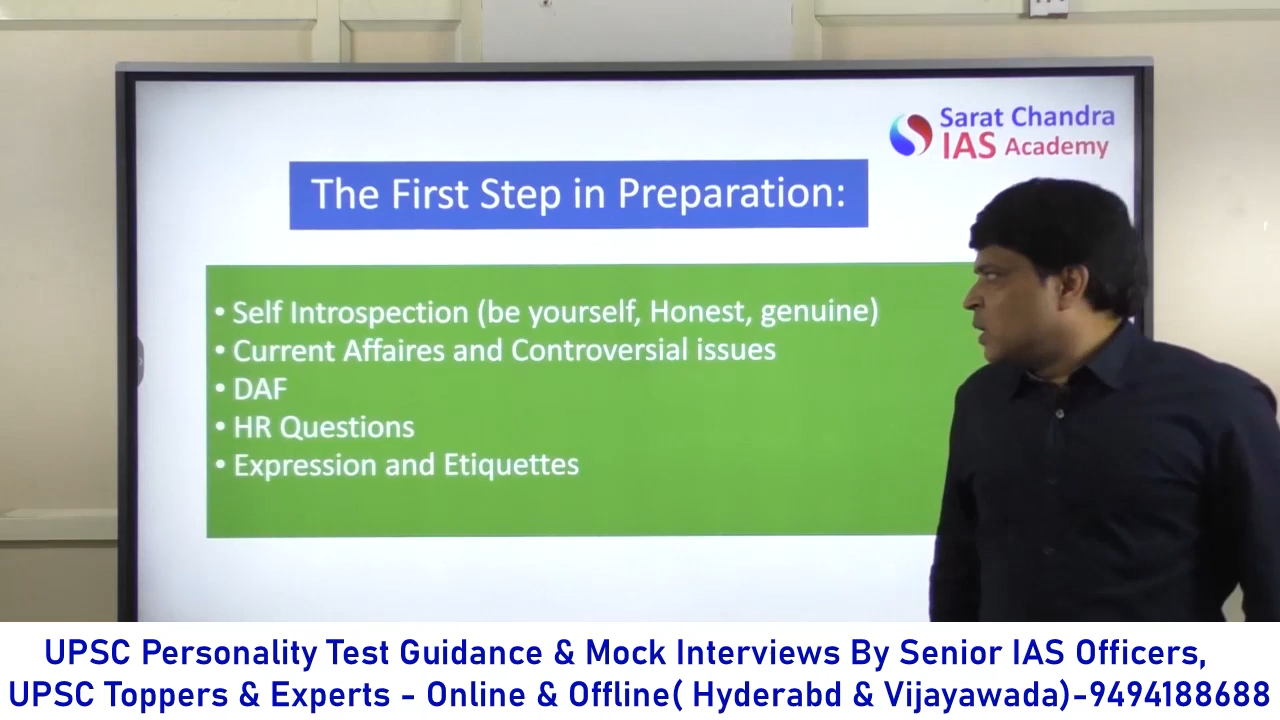 Sarat Chandra
IAS Academy
The First Step in Preparation:
• Self Introspection (be yourself, Honest, genuine)
• Current Affaires and Controversial issues
• DAF
• HR Questions
• Expression and Etiquettes
UPSC Personality Test Guidance & Mock Interviews By Senior IAS Officers,
UPSC Toppers & Experts - Online & Offline( Hyderabd & Vijayawada)-9494188688